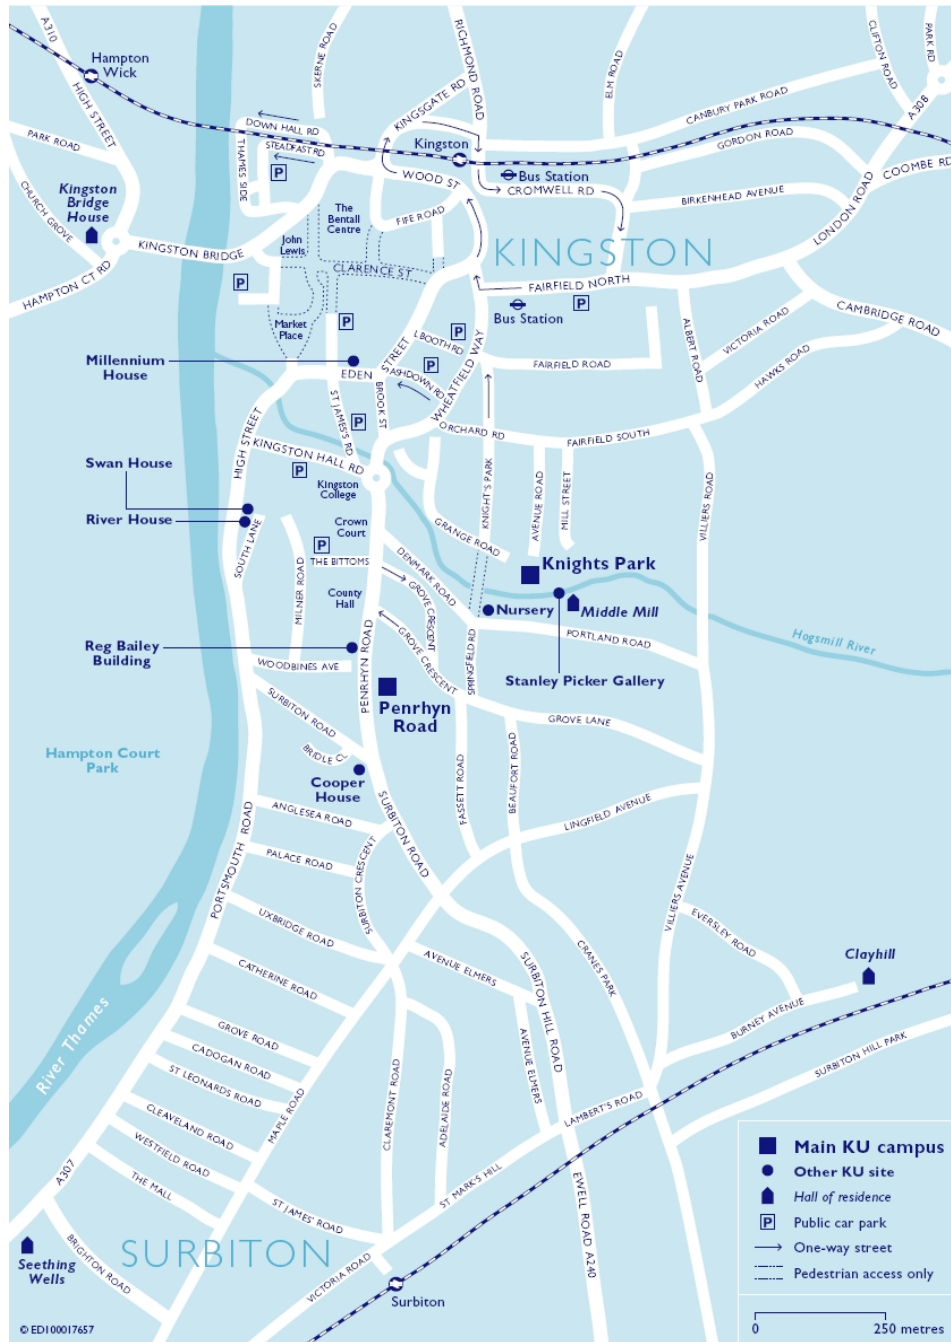 A310
Hampton
Wick
HIGH STREET
PARK ROAD
CHURCH GROVE
Kingston
Bridge
House
HAMPTON CT RD
KINGSTON BRIDGE
SKERNE ROAD
DOWN HALL RD
STEADFAST RD
THAMES SIDE
P
KINGSGATE RD
RICHMOND ROAD
Kingston
WOOD ST
FIFE ROAD
Bus Station
CROMWELL RD
ELM ROAD
CANBURY PARK ROAD
GORDON ROAD
BIRKENHEAD AVENUE
CLIFTON ROAD
PARK RD
A308
COOMBE RD
LONDON ROAD
The
Bentall
Centre
John
Lewis
CLARENCE ST
Market
Place
P
P
KINGSTON
FAIRFIELD NORTH
P
Bus Station
CAMBRIDGE ROAD
VICTORIA ROAD
HAWKS ROAD
ALBERT ROAD
FAIRFIELD ROAD
Millennium
House
EDEN
STREET
L BOOTH RD
P
P
ASHDOWN RD
WHEATFIELD WAY
BROOK ST
ST JAMES'S RD
P
ORCHARD RD
FAIRFIELD SOUTH
HIGH STREET
KINGSTON HALL RD
P
Kingston
College
Swan House
River House
SOUTH LANE
Crown
Court
P
THE BITTOMS
MILNER ROAD
County
Hall
KNIGHT'S PARK
AVENUE ROAD
MILL STREET
GRANGE ROAD
VILLIERS ROAD
Knights Park
DENMARK ROAD
GROVE CRESCENT
GROVE CRESCENT
Nursery
Middle Mill
PORTLAND ROAD
Hogsmill River
Reg Bailey
Building
WOODBINES AVE
PENRHYN ROAD
SPRINGFIELD RD
Stanley Picker Gallery
Penrhyn
Road
GROVE LANE
SURBITON ROAD
BRIDLE C
Cooper
House
Hampton Court
Park
FASSETT ROAD
BEAUFORT ROAD
LINGFIELD AVENUE
ANGLESEA ROAD
SURBITON ROAD
PALACE ROAD
PORTSMOUTH ROAD
SURBITON CRESCENT
UXBRIDGE ROAD
VILLIERS AVENUE
EVERSLEY ROAD
Clayhill
CATHERINE ROAD
AVENUE ELMERS
SURBITON HILL ROAD
CRANES PARK
BURNEY AVENUE
River Thames
GROVE ROAD
CADOGAN ROAD
ST LEONARDS ROAD
CLEAVELAND ROAD
WESTFIELD ROAD
THE MALL
MAPLE ROAD
CLAREMONT ROAD
ADELAIDE ROAD
AVENUE ELMERS
LAMBERT'S ROAD
SURBITON HILL PARK
A307
ST JAMES' ROAD
ST MARK'S HILL
EWELL ROAD A240
SURBITON
Seething
Wells
BRIGHTON ROAD
VICTORIA ROAD
Surbiton
Main KU campus
Other KU site
Hall of residence
P Public car park
One-way street
Pedestrian access only
0 250 metres
© ED100017657